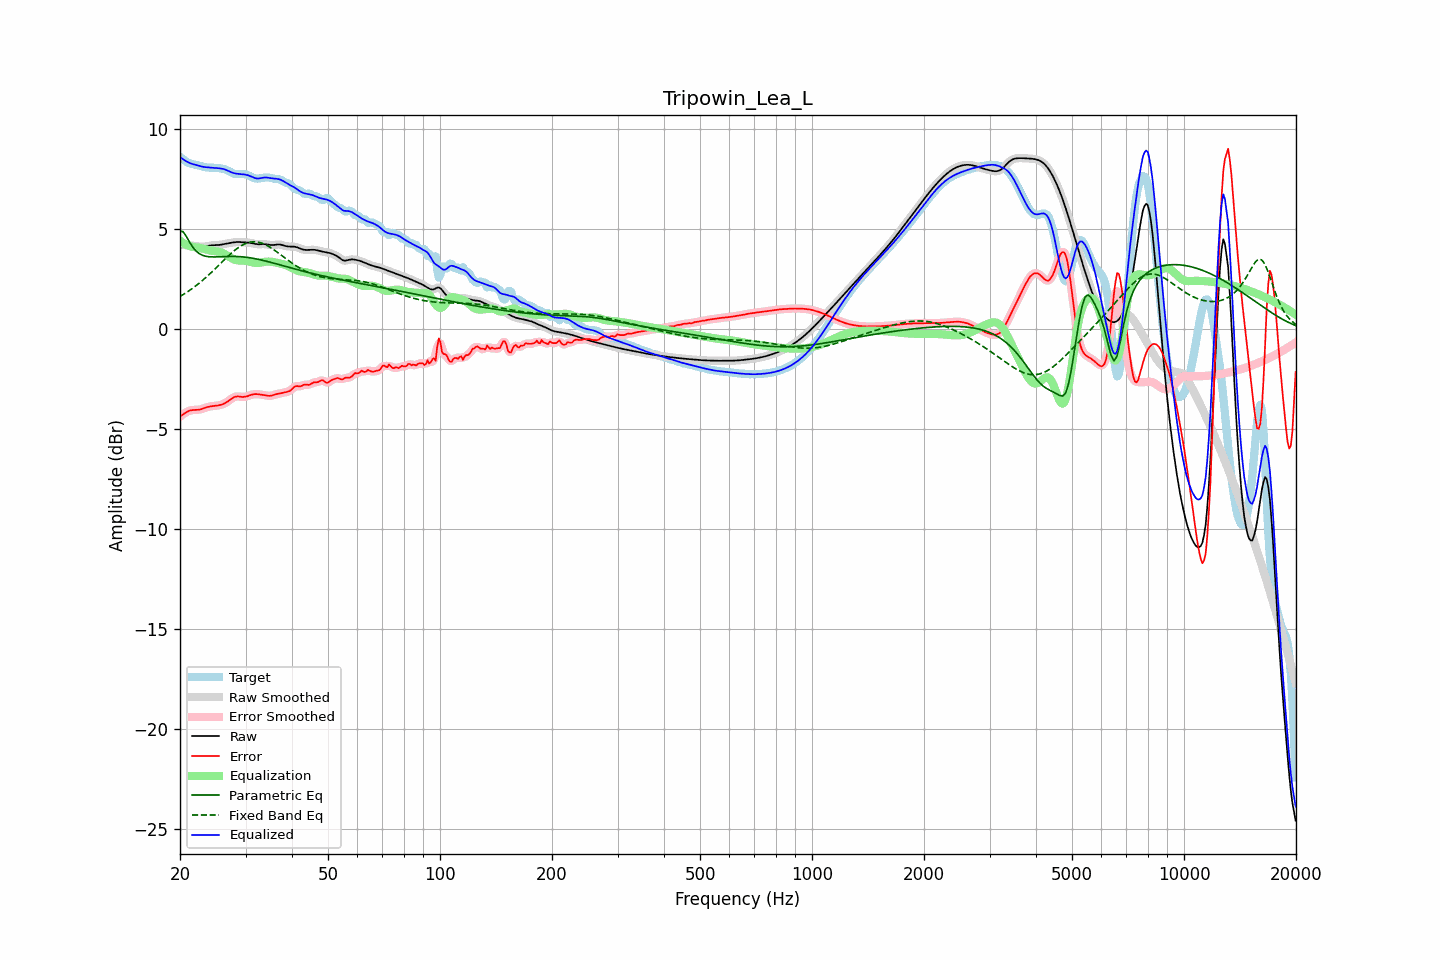 Tripowin_Lea_L
10
5
0
−5
−10
−15
−20
−25
Amplitude (dBr)
Target
Raw Smoothed
Error Smoothed
Raw
Error
Equalization
Parametric Eq
Fixed Band Eq
Equalized
20
50
100
200
500
1000
2000
5000
10000
20000
Frequency (Hz)